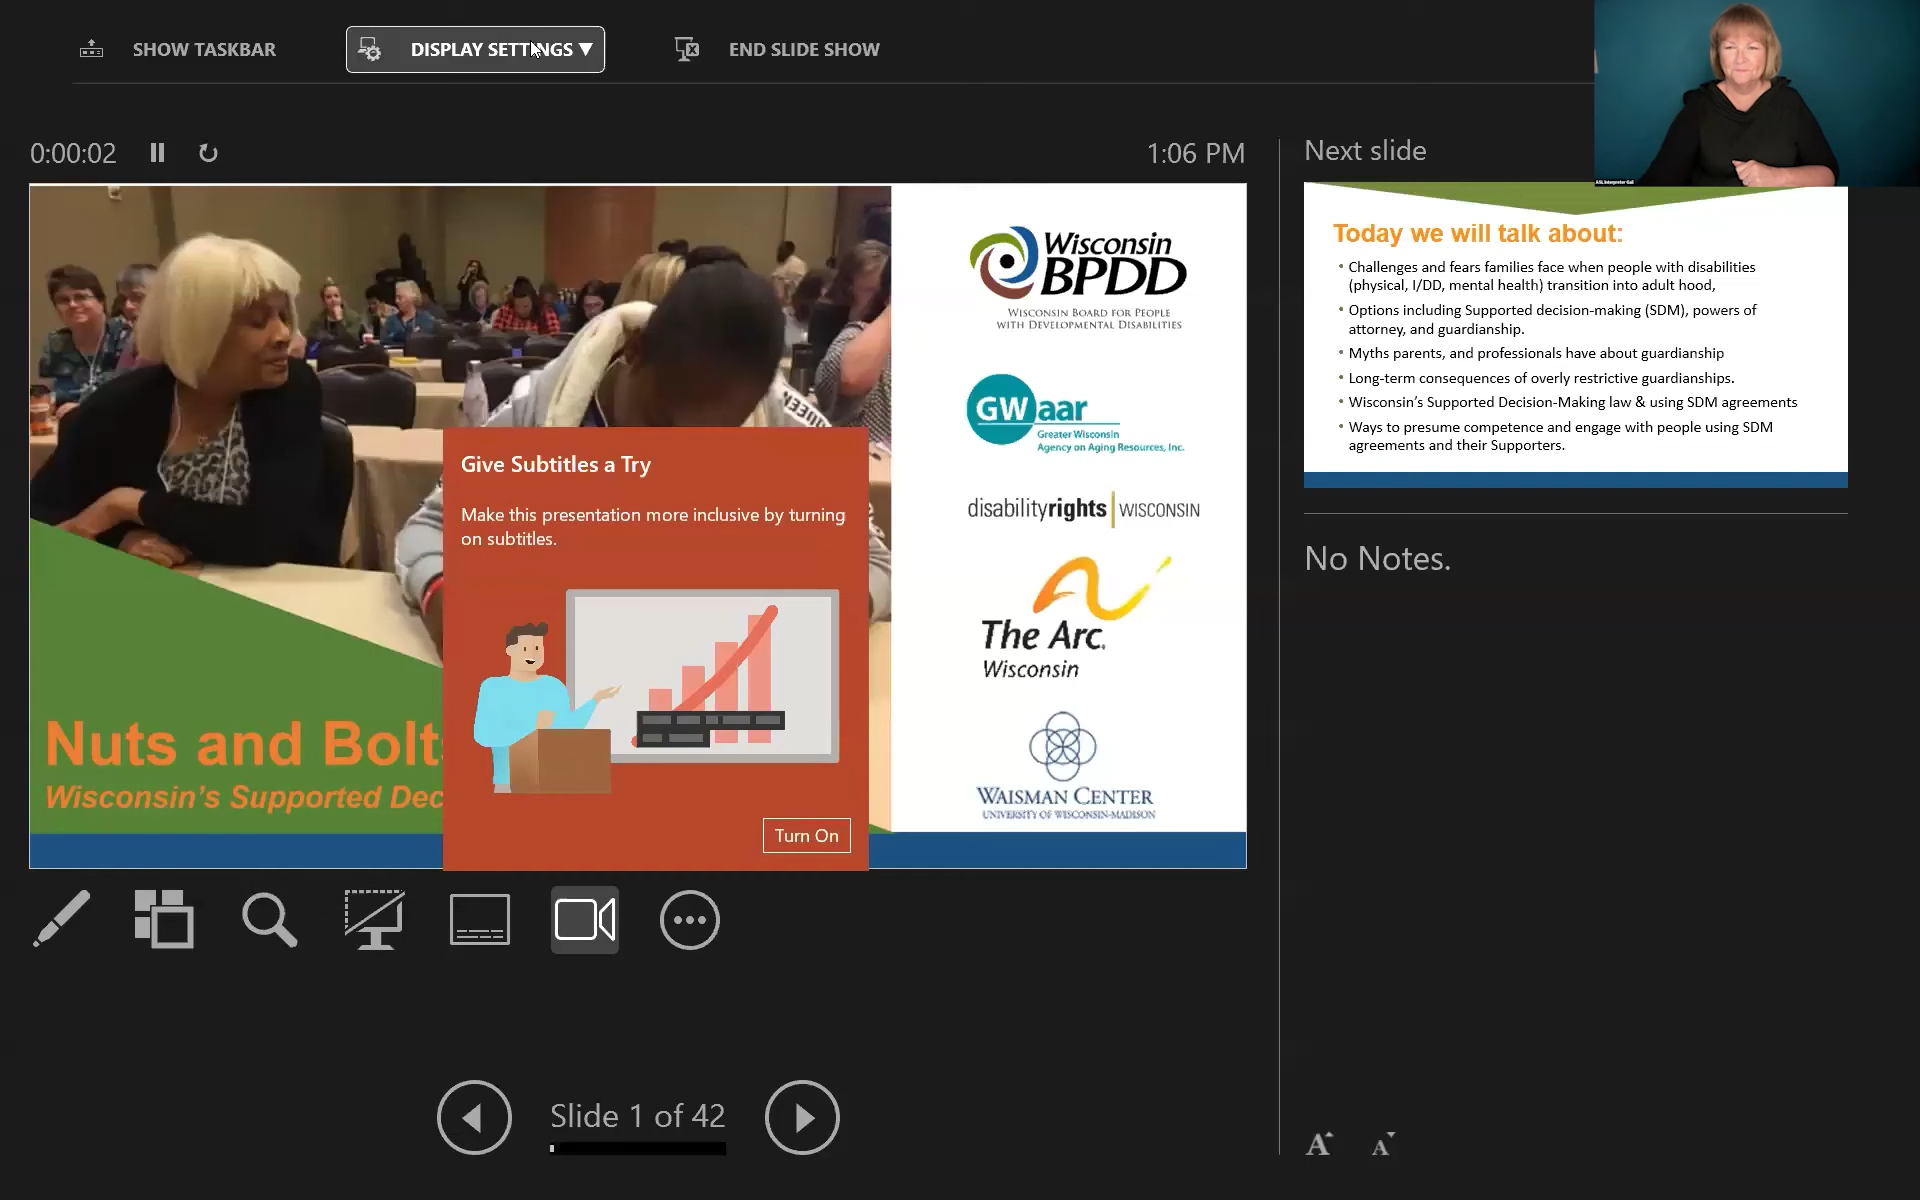 SHOW TASKBAR
DISPLAY SETTINGS ▼
END SLIDE SHOW
ASL Interpreter Gail
0:00:02
1:06 PM
Wisconsin
BPDD
WISCONSIN BOARD FOR PEOPLE
WITH DEVELOPMENTAL DISABILITIES
GWaar
Greater Wisconsin
Agency on Aging Resources, Inc.
disabilityrights | WISCONSIN
The Arc.
Wisconsin
WAISMAN CENTER
UNIVERSITY OF WISCONSIN-MADISON
Give Subtitles a Try
Make this presentation more inclusive by turning
on subtitles.
Turn On
Nuts and Bolts
Wisconsin's Supported Dec
Slide 1 of 42
Next slide
Today we will talk about:
• Challenges and fears families face when people with disabilities
(physical, I/DD, mental health) transition into adult hood,
• Options including Supported decision-making (SDM), powers of
attorney, and guardianship.
• Myths parents, and professionals have about guardianship
• Long-term consequences of overly restrictive guardianships.
• Wisconsin's Supported Decision-Making law & using SDM agreements
• Ways to presume competence and engage with people using SDM
agreements and their Supporters.
No Notes.
A A